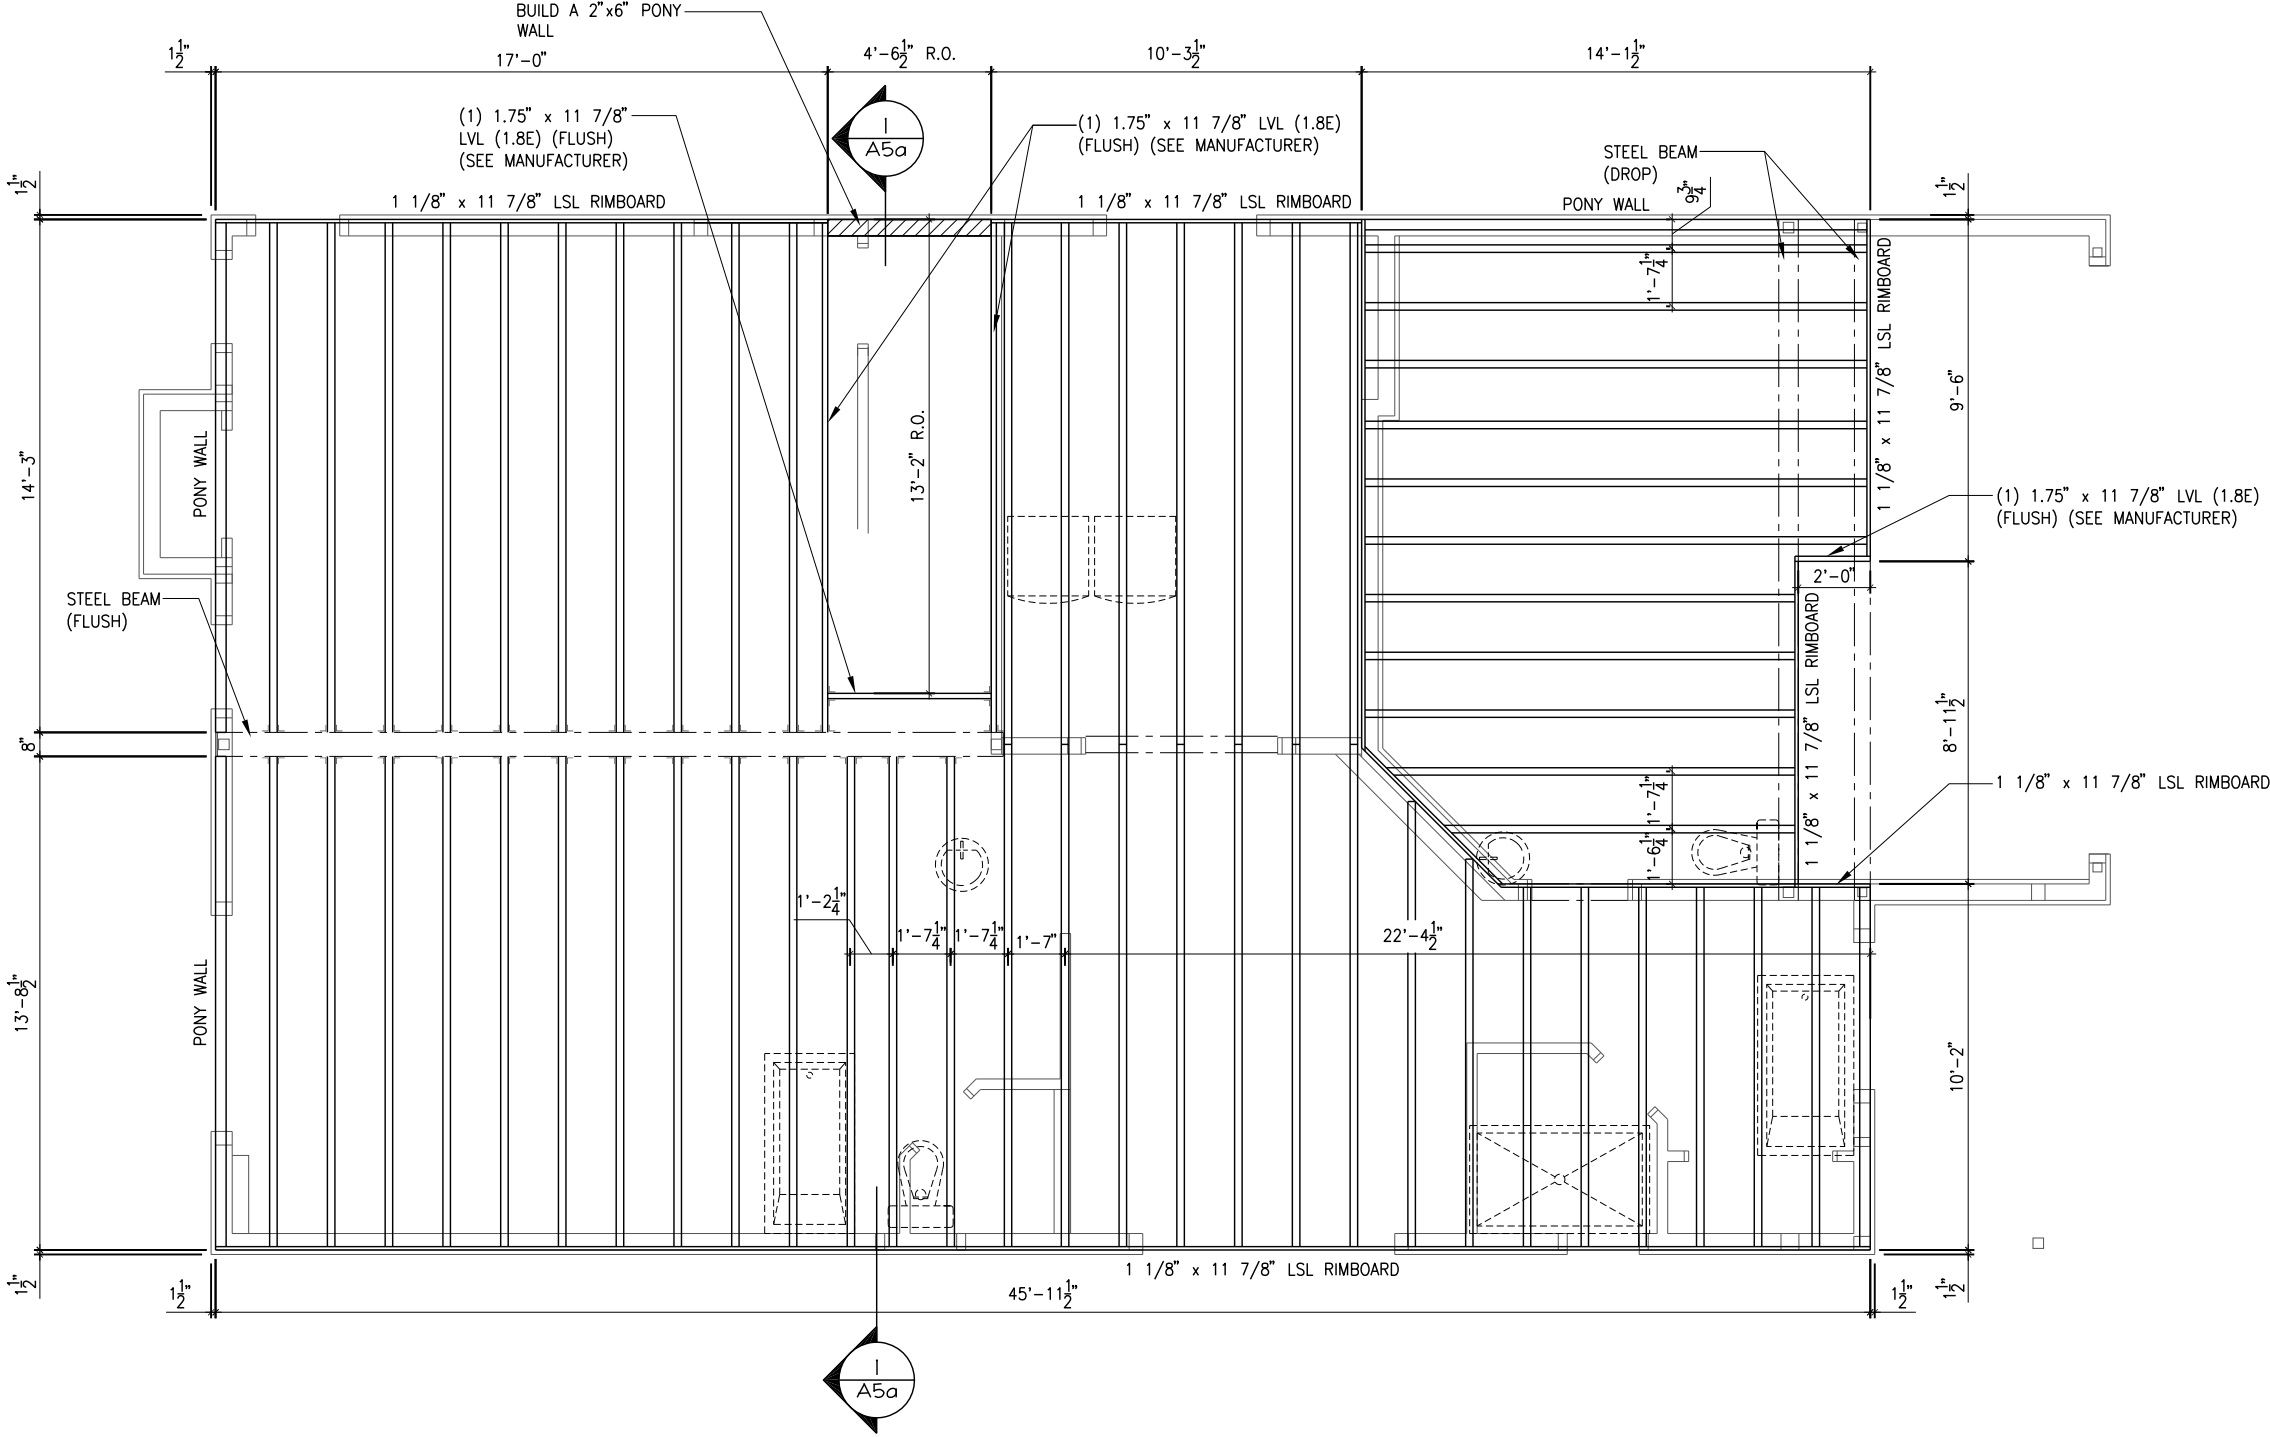 BUILD A 2"x6" PONY
WALL
1 1/2"
17'-0"
4'-6 1/2" R.O.
10'-3 1/2"
14'-1 1/2"
(1) 1.75" x 11 7/8"
LVL (1.8E) (FLUSH)
(SEE MANUFACTURER)
1
A5a
(1) 1.75" x 11 7/8" LVL (1.8E)
(FLUSH) (SEE MANUFACTURER)
STEEL BEAM
(DROP)
1 1/2"
1 1/8" x 11 7/8" LSL RIMBOARD
1 1/8" x 11 7/8" LSL RIMBOARD
PONY WALL
9 3/4"
1 1/2"
1'-7 1/4"
1 1/8" x 11 7/8" LSL RIMBOARD
9'-6"
14'-3"
PONY WALL
13'-2" R.O.
(1) 1.75" x 11 7/8" LVL (1.8E)
(FLUSH) (SEE MANUFACTURER)
2'-0"
STEEL BEAM
(FLUSH)
1 1/8" x 11 7/8" LSL RIMBOARD
8"
8'-11 1/2"
1 1/8" x 11 7/8" LSL RIMBOARD
1'-7 1/4"
1'-6 1/4"
1'-2 1/4"
1'-7 1/4"
1'-7 1/4"
1'-7"
22'-4 1/2"
13'-8 1/2"
PONY WALL
10'-2"
1 1/8" x 11 7/8" LSL RIMBOARD
1 1/2"
1 1/2"
45'-11 1/2"
1 1/2"
1 1/2"
1
A5a